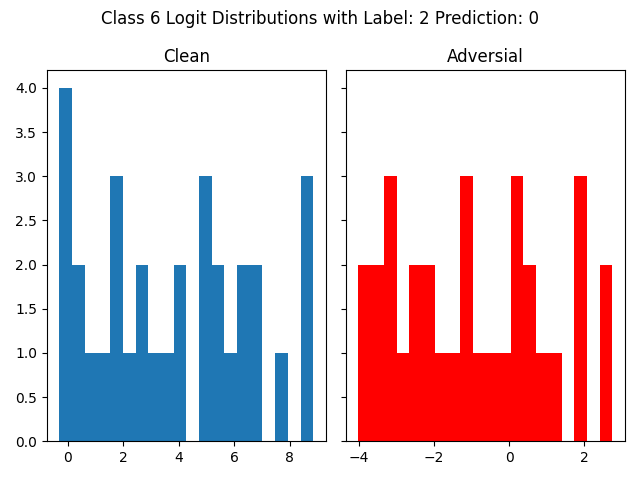 Class 6 Logit Distributions with Label: 2 Prediction: 0
Clean
Adversial
4.0
3.5
3.0
2.5
2.0
1.5
1.0
0.5
0.0
0 2 4 6 8
−4 −2 0 2